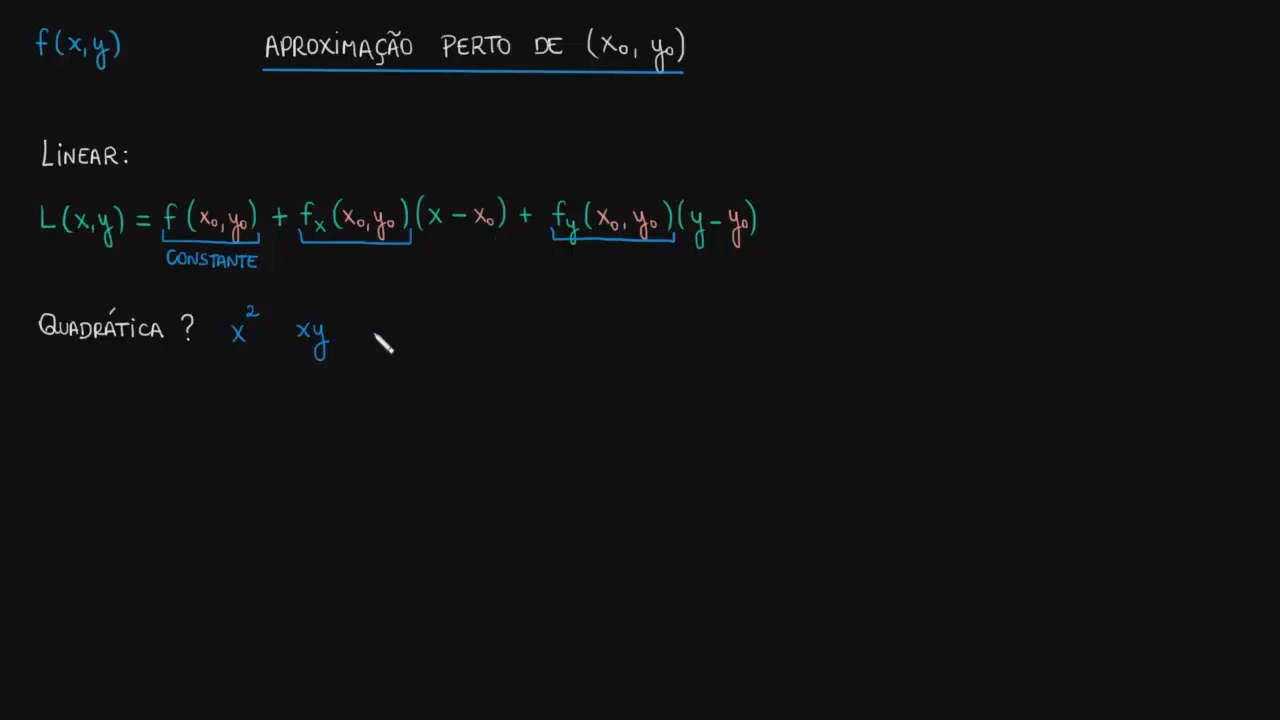 f(x,y) APROXIMAÇÃO PERTO DE (x₀, y₀)
LINEAR:
L(x,y) = f(x₀,y₀) + fₓ(x₀,y₀)(x - x₀) + f_y(x₀, y₀)(y - y₀)
CONSTANTE
QUADRÁTICA ? x² xy